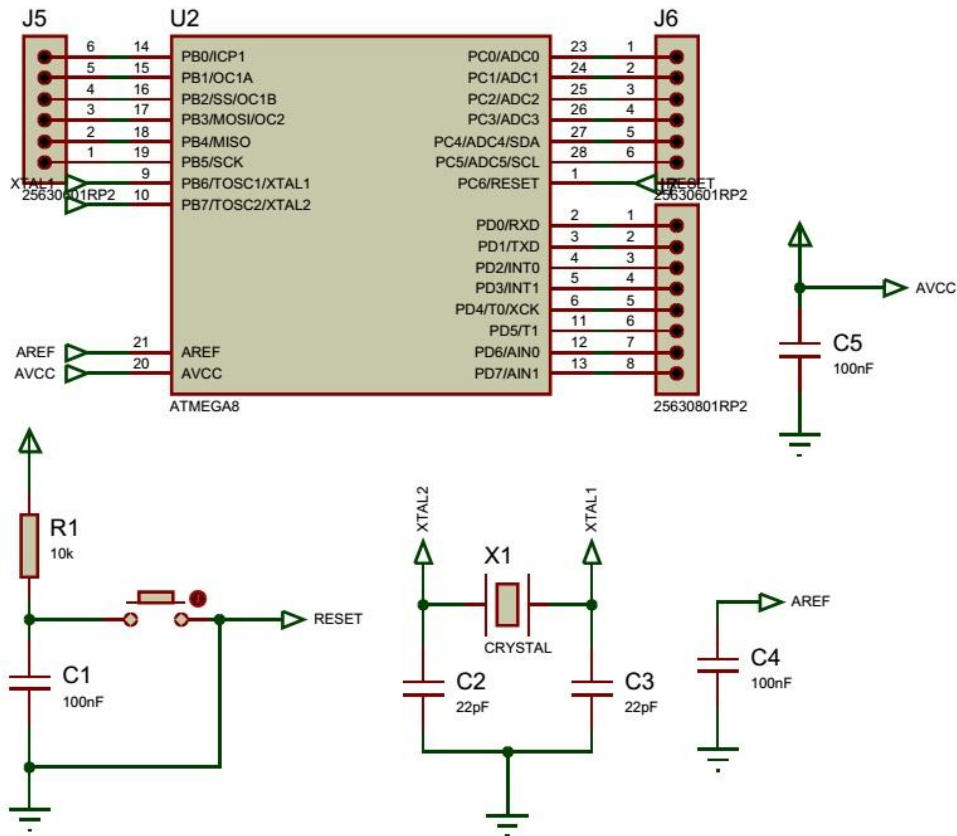 J5 U2 J6
6 14 PB0/ICP1 PC0/ADC0 23 1
5 15 PB1/OC1A PC1/ADC1 24 2
4 16 PB2/SS/OC1B PC2/ADC2 25 3
3 17 PB3/MOSI/OC2 PC3/ADC3 26 4
2 18 PB4/MISO PC4/ADC4/SDA 27 5
1 19 PB5/SCK PC5/ADC5/SCL 28 6
XTAL1 9 PB6/TOSC1/XTAL1 PC6/RESET 1 RESET
25630601RP2 10 PB7/TOSC2/XTAL2 25630601RP2
PD0/RXD 2 1
PD1/TXD 3 2
PD2/INT0 4 3
PD3/INT1 5 4
PD4/T0/XCK 6 5
PD5/T1 11 6
AREF 21 AREF PD6/AIN0 12 7
AVCC 20 AVCC PD7/AIN1 13 8
ATMEGA8 25630801RP2
AVCC
C5
100nF
R1
10k
RESET
C1
100nF
XTAL2 XTAL1
X1
CRYSTAL
C2 C3
22pF 22pF
AREF
C4
100nF